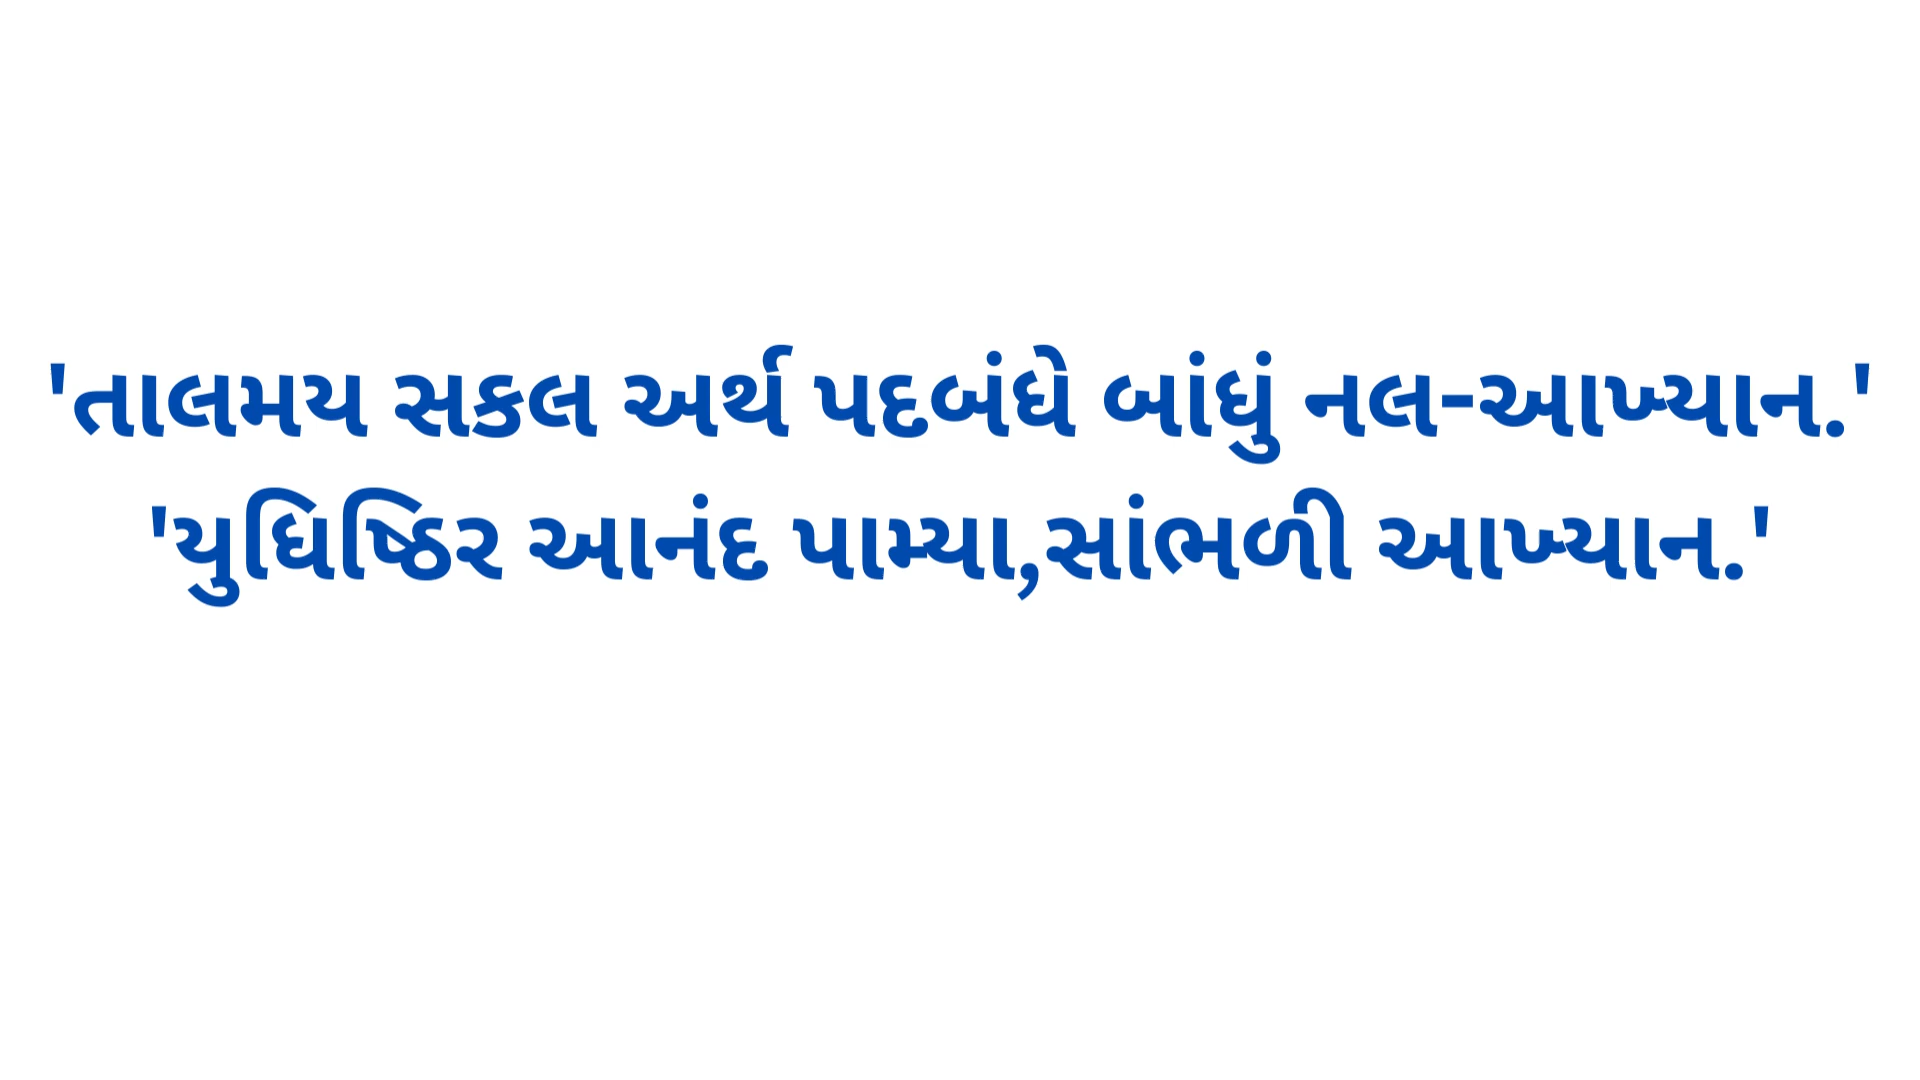 'તાલમય સકલ અર્થ પદબંધે બાંધું નલ-આખ્યાન.'
'યુધિષ્ઠિર આનંદ પામ્યા,સાંભળી આખ્યાન.'